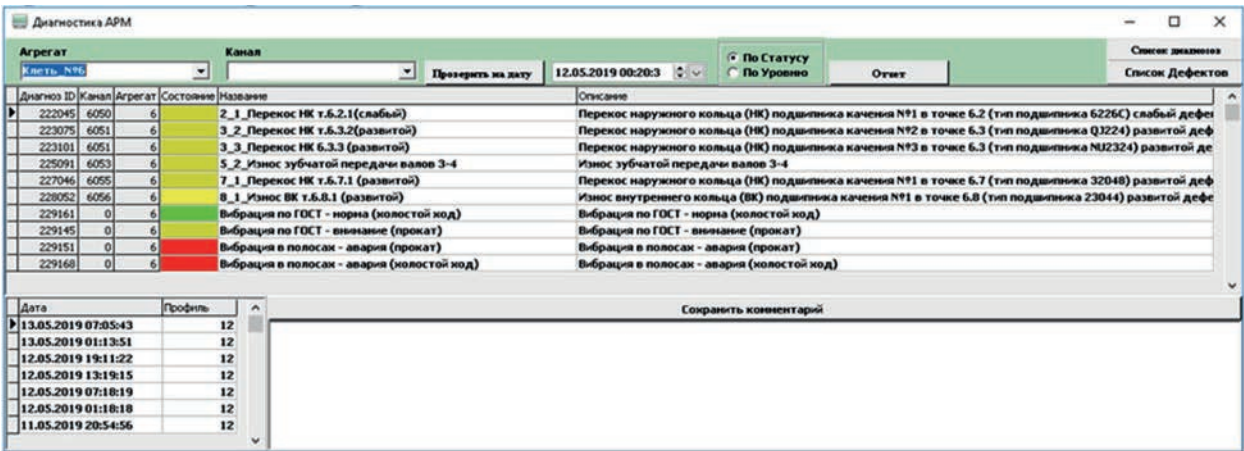 Диагностика АРМ
Агрегат Канал По Статусу Список диагнозов
Клеть №6 Проверить на дату 12.05.2019 00:20:3 По Уровню Отчет Список Дефектов
Диагноз ID Канал Агрегат Состояние Название Описание
222045 6050 6 2_1_Перекос НК т.6.2.1(слабый) Перекос наружного кольца (НК) подшипника качения №1 в точке 6.2 (тип подшипника 6226C) слабый дефе
223075 6051 6 3_2_Перекос НК т.6.3.2(развитой) Перекос наружного кольца (НК) подшипника качения №2 в точке 6.3 (тип подшипника QJ224) развитой деф
223101 6051 6 3_3_Перекос НК 6.3.3 (развитой) Перекос наружного кольца (НК) подшипника качения №3 в точке 6.3 (тип подшипника NU2324) развитой де
225091 6053 6 5_2_Износ зубчатой передачи валов 3-4 Износ зубчатой передачи валов 3-4
227046 6055 6 7_1_Перекос НК т.6.7.1 (развитой) Перекос наружного кольца (НК) подшипника качения №1 в точке 6.7 (тип подшипника 32048) развитой деф
228052 6056 6 8_1_Износ ВК т.6.8.1 (развитой) Износ внутреннего кольца (ВК) подшипника качения №1 в точке 6.8 (тип подшипника 23044) развитой дефе
229161 0 6 Вибрация по ГОСТ - норма (холостой ход) Вибрация по ГОСТ - норма (холостой ход)
229145 0 6 Вибрация по ГОСТ - внимание (прокат) Вибрация по ГОСТ - внимание (прокат)
229151 0 6 Вибрация в полосах - авария (прокат) Вибрация в полосах - авария (прокат)
229168 0 6 Вибрация в полосах - авария (холостой ход) Вибрация в полосах - авария (холостой ход)
Дата Профиль Сохранить комментарий
13.05.2019 07:05:43 12
13.05.2019 01:13:51 12
12.05.2019 19:11:22 12
12.05.2019 13:19:15 12
12.05.2019 07:18:19 12
12.05.2019 01:18:18 12
11.05.2019 20:54:56 12